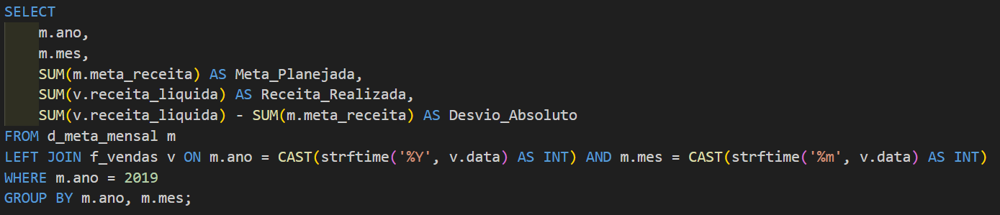 SELECT
    m.ano,
    m.mes,
    SUM(m.meta_receita) AS Meta_Planejada,
    SUM(v.receita_liquida) AS Receita_Realizada,
    SUM(v.receita_liquida) - SUM(m.meta_receita) AS Desvio_Absoluto
FROM d_meta_mensal m
LEFT JOIN f_vendas v ON m.ano = CAST(strftime('%Y', v.data) AS INT) AND m.mes = CAST(strftime('%m', v.data) AS INT)
WHERE m.ano = 2019
GROUP BY m.ano, m.mes;